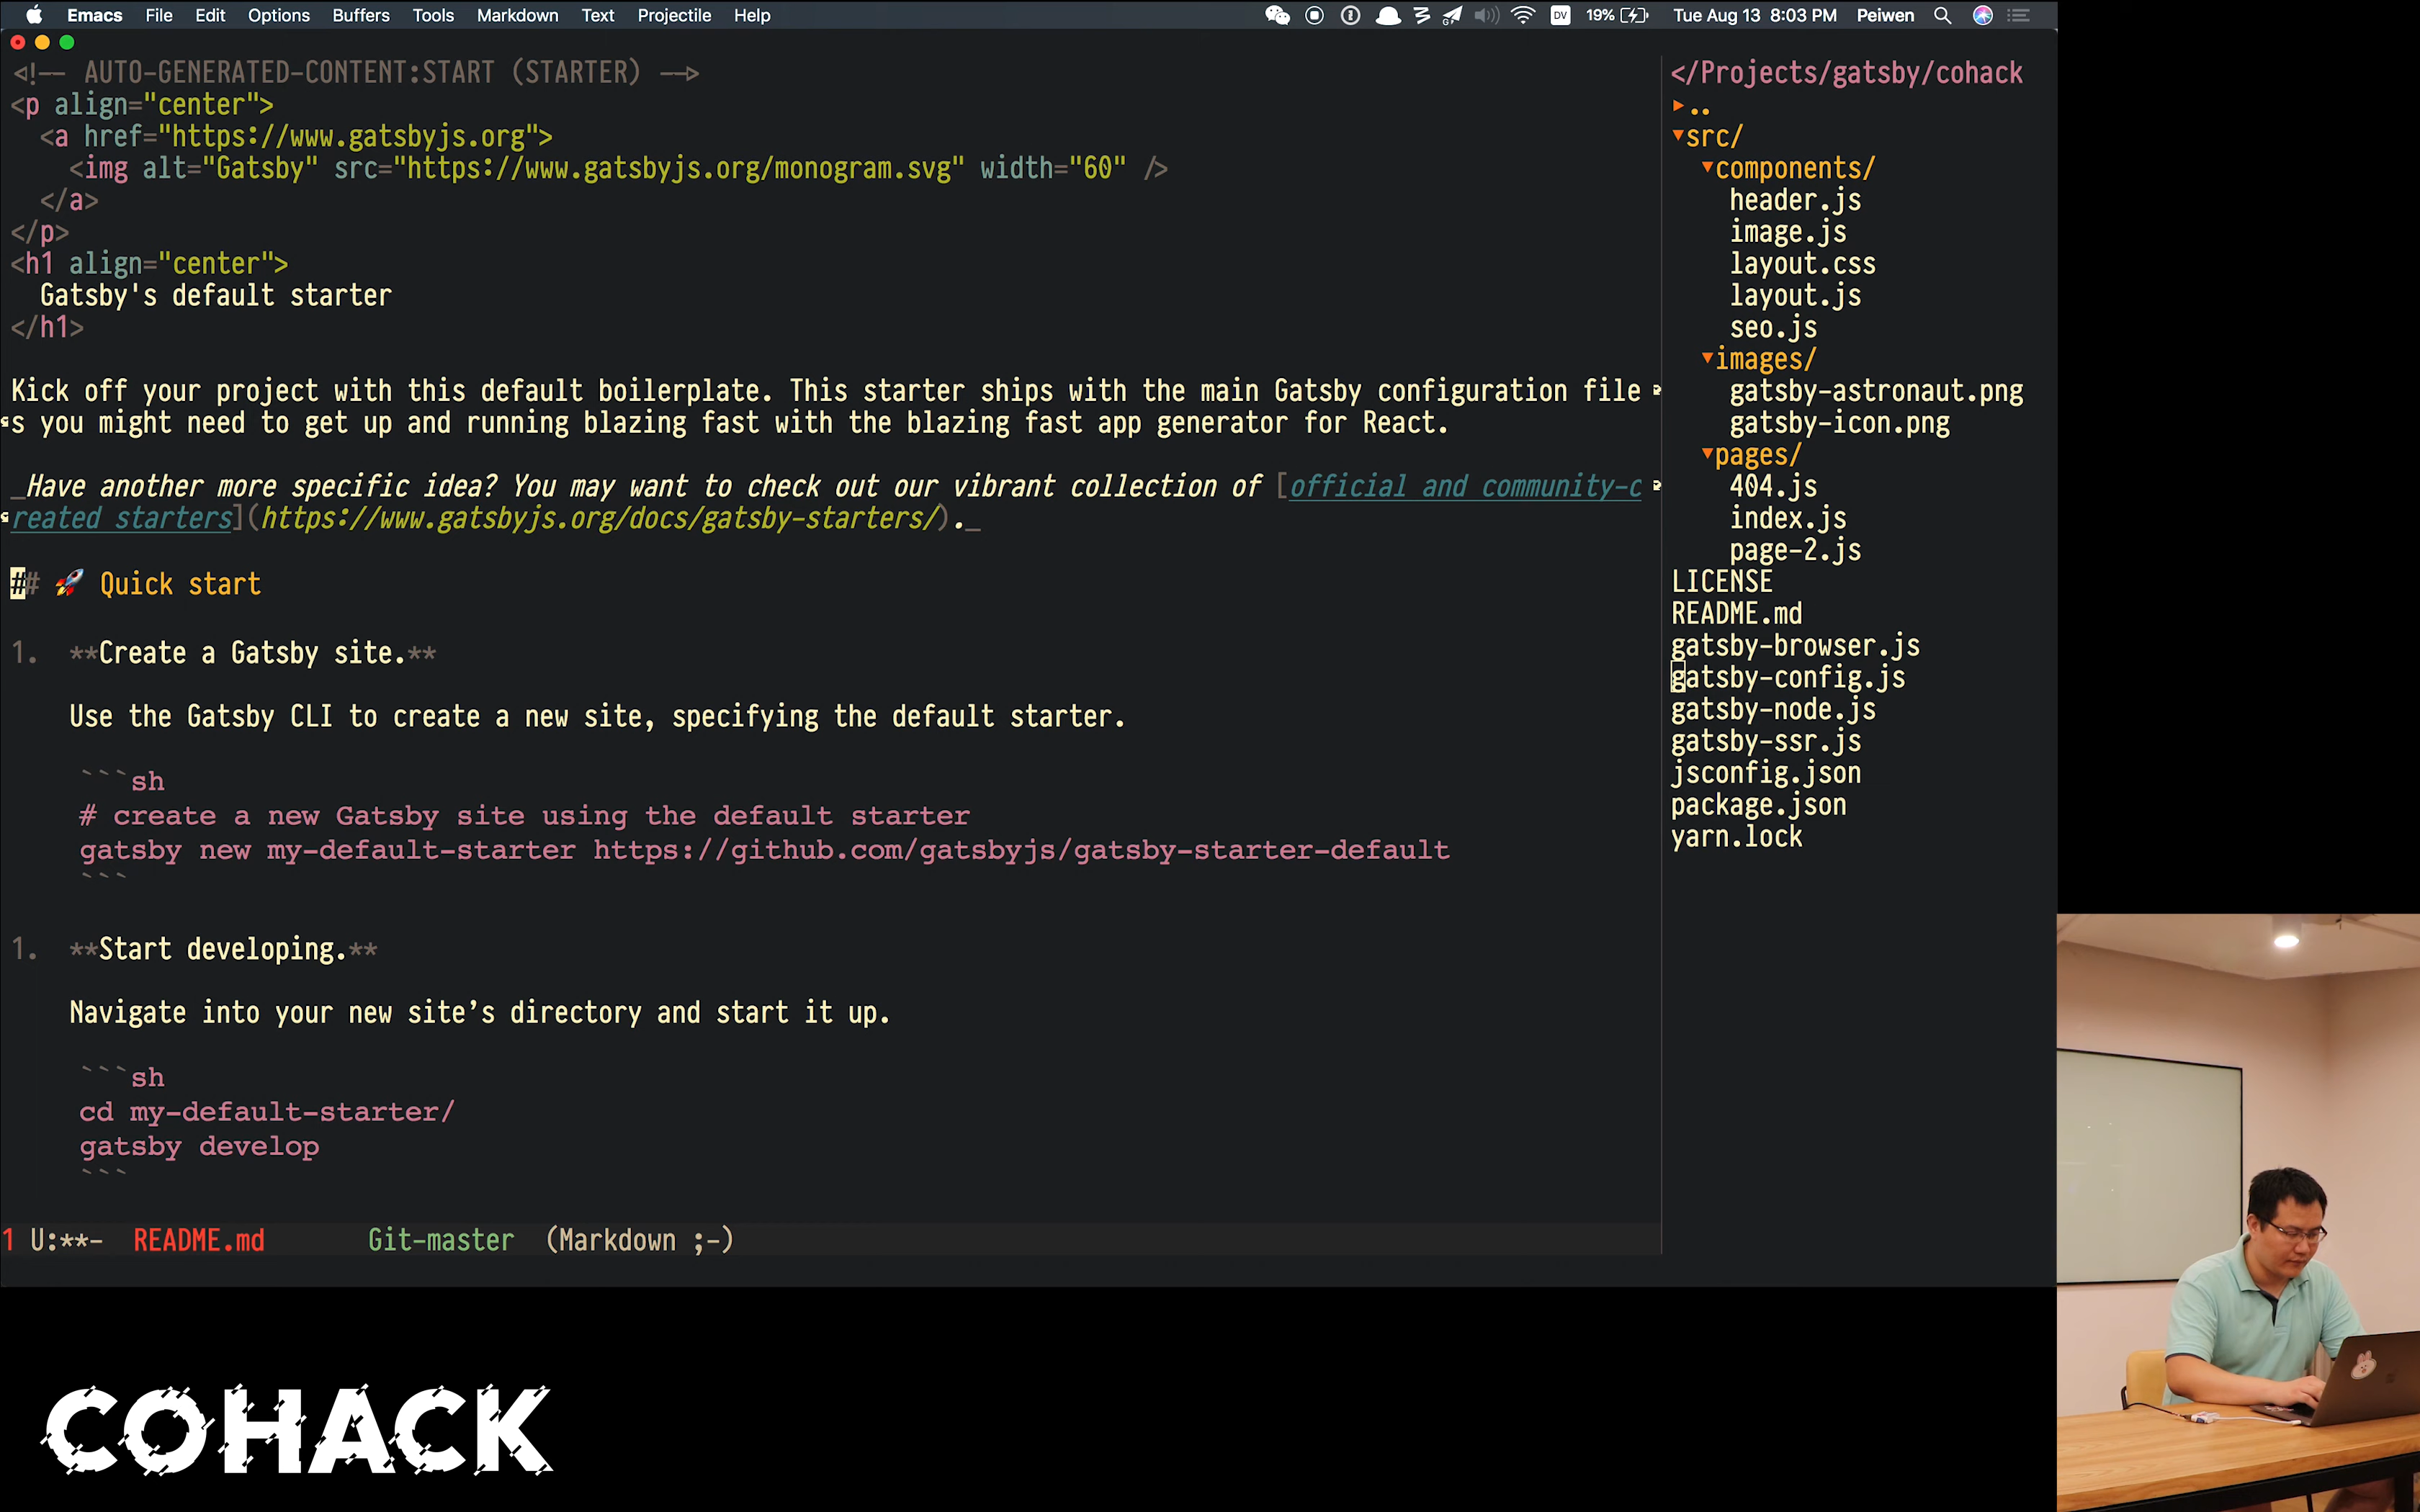 Emacs File Edit Options Buffers Tools Markdown Text Projectile Help DV 19% Tue Aug 13 8:03 PM Peiwen
<!-- AUTO-GENERATED-CONTENT:START (STARTER) -->
<p align="center">
<a href="https://www.gatsbyjs.org">
<img alt="Gatsby" src="https://www.gatsbyjs.org/monogram.svg" width="60" />
</a>
</p>
<h1 align="center">
Gatsby's default starter
</h1>
Kick off your project with this default boilerplate. This starter ships with the main Gatsby configuration file
s you might need to get up and running blazing fast with the blazing fast app generator for React.
_Have another more specific idea? You may want to check out our vibrant collection of [official and community-c
reated starters](https://www.gatsbyjs.org/docs/gatsby-starters/)._
## 🚀 Quick start
1. **Create a Gatsby site.**
Use the Gatsby CLI to create a new site, specifying the default starter.
```sh
# create a new Gatsby site using the default starter
gatsby new my-default-starter https://github.com/gatsbyjs/gatsby-starter-default
```
1. **Start developing.**
Navigate into your new site’s directory and start it up.
```sh
cd my-default-starter/
gatsby develop
```
1 U:**- README.md Git-master (Markdown ;-)
</Projects/gatsby/cohack
▸..
▾src/
▾components/
header.js
image.js
layout.css
layout.js
seo.js
▾images/
gatsby-astronaut.png
gatsby-icon.png
▾pages/
404.js
index.js
page-2.js
LICENSE
README.md
gatsby-browser.js
gatsby-config.js
gatsby-node.js
gatsby-ssr.js
jsconfig.json
package.json
yarn.lock
COHACK